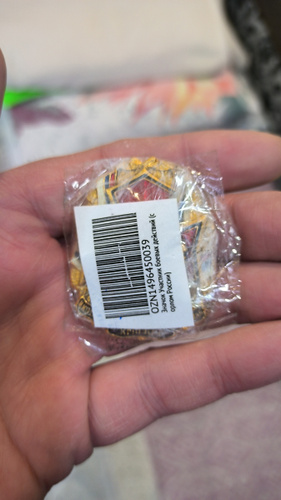 OZN1496450039
Значок Участник боевых действий (с
орлом России)